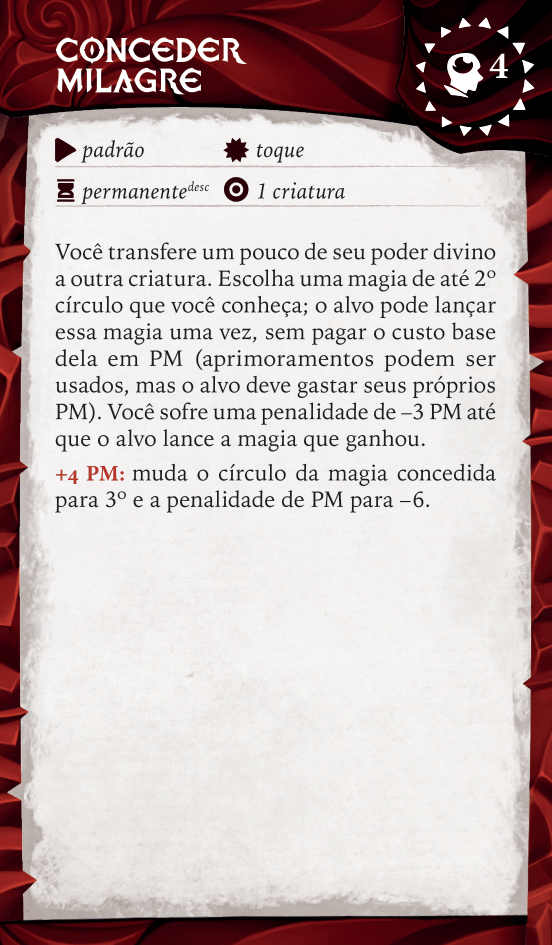 CONCEDER
MILAGRE
4
padrão toque
permanente^desc 1 criatura
Você transfere um pouco de seu poder divino
a outra criatura. Escolha uma magia de até 2º
círculo que você conheça; o alvo pode lançar
essa magia uma vez, sem pagar o custo base
dela em PM (aprimoramentos podem ser
usados, mas o alvo deve gastar seus próprios
PM). Você sofre uma penalidade de –3 PM até
que o alvo lance a magia que ganhou.
+4 PM: muda o círculo da magia concedida
para 3º e a penalidade de PM para –6.